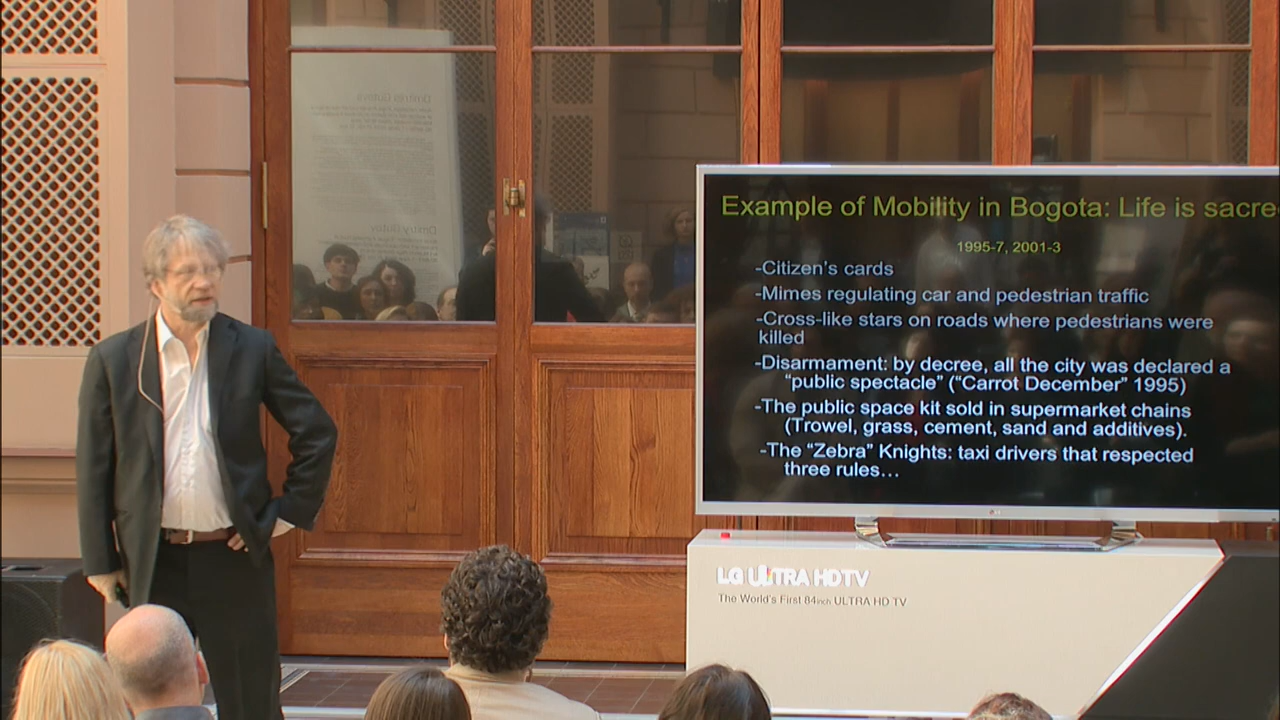 Example of Mobility in Bogota: Life is sacre
1995-7, 2001-3
-Citizen's cards
-Mimes regulating car and pedestrian traffic
-Cross-like stars on roads where pedestrians were
killed
-Disarmament: by decree, all the city was declared a
"public spectacle" ("Carrot December" 1995)
-The public space kit sold in supermarket chains
(Trowel, grass, cement, sand and additives).
-The "Zebra" Knights: taxi drivers that respected
three rules...
LG ULTRA HDTV
The World's First 84inch ULTRA HD TV